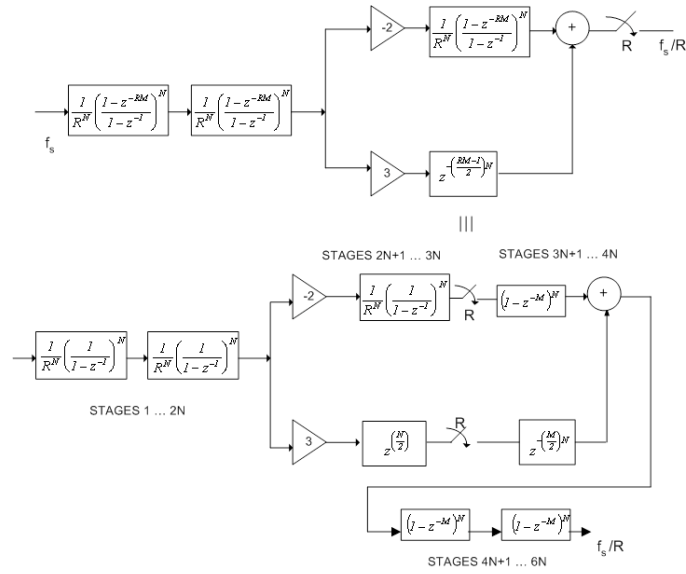 -2
1/R^N ((1-z^-RM)/(1-z^-1))^N
+
R
f_s/R
1/R^N ((1-z^-RM)/(1-z^-1))^N
1/R^N ((1-z^-RM)/(1-z^-1))^N
f_s
3
z^-((RM-1)/2)N
STAGES 2N+1 ... 3N
STAGES 3N+1 ... 4N
-2
1/R^N (1/(1-z^-1))^N
R
(1-z^-M)^N
+
1/R^N (1/(1-z^-1))^N
1/R^N (1/(1-z^-1))^N
STAGES 1 ... 2N
3
z^(N/2)
R
z^-(M/2)N
(1-z^-M)^N
(1-z^-M)^N
f_s/R
STAGES 4N+1 ... 6N